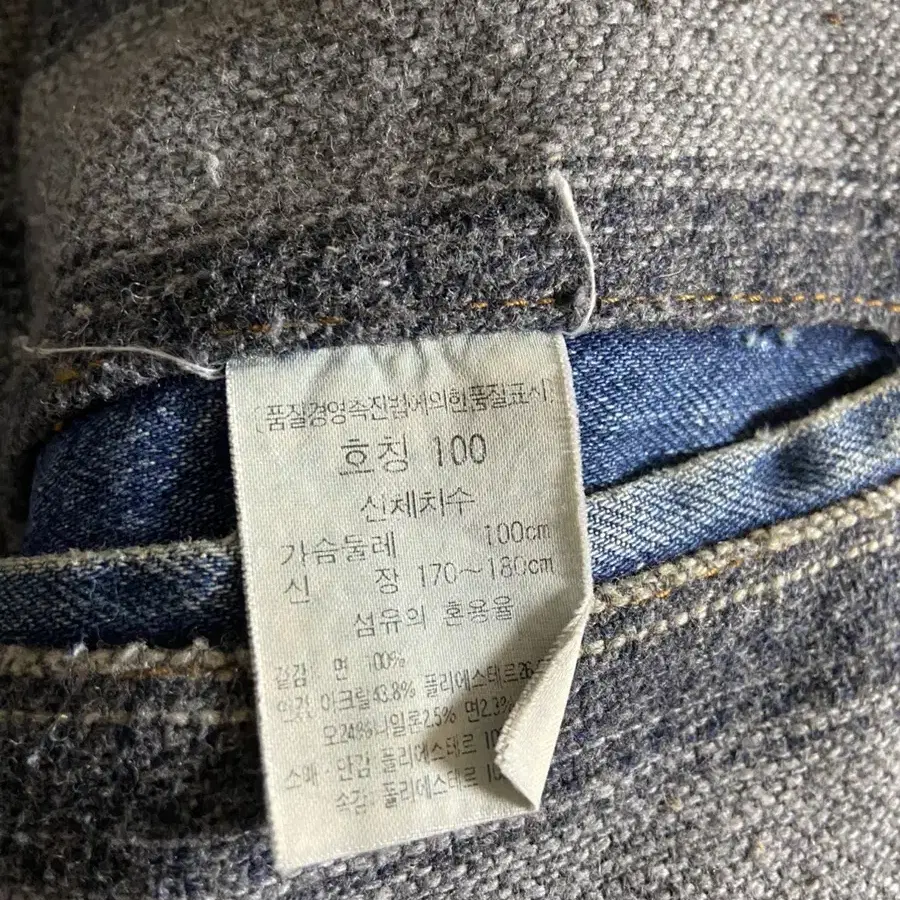 (품질경영촉진법에의한품질표시)
호칭 100
신체치수
가슴둘레 100cm
신 장 170~180cm
섬유의 혼용율
겉감: 면 100%
안감: 아크릴43.8% 폴리에스테르26.
모24%나일론2.5% 면2.3%
소매·안감: 폴리에스테르 10
속감: 폴리에스테르 10